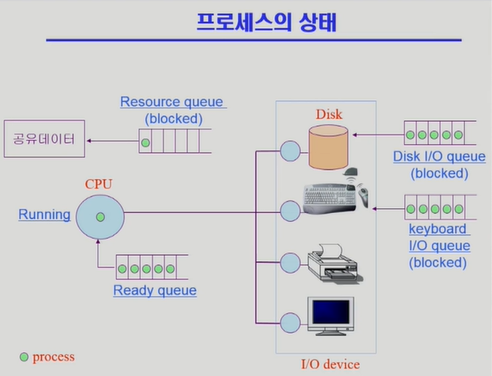 프로세스의 상태
Resource queue
(blocked)
공유데이터
Disk
Disk I/O queue
(blocked)
CPU
Running
keyboard
I/O queue
(blocked)
Ready queue
process
I/O device